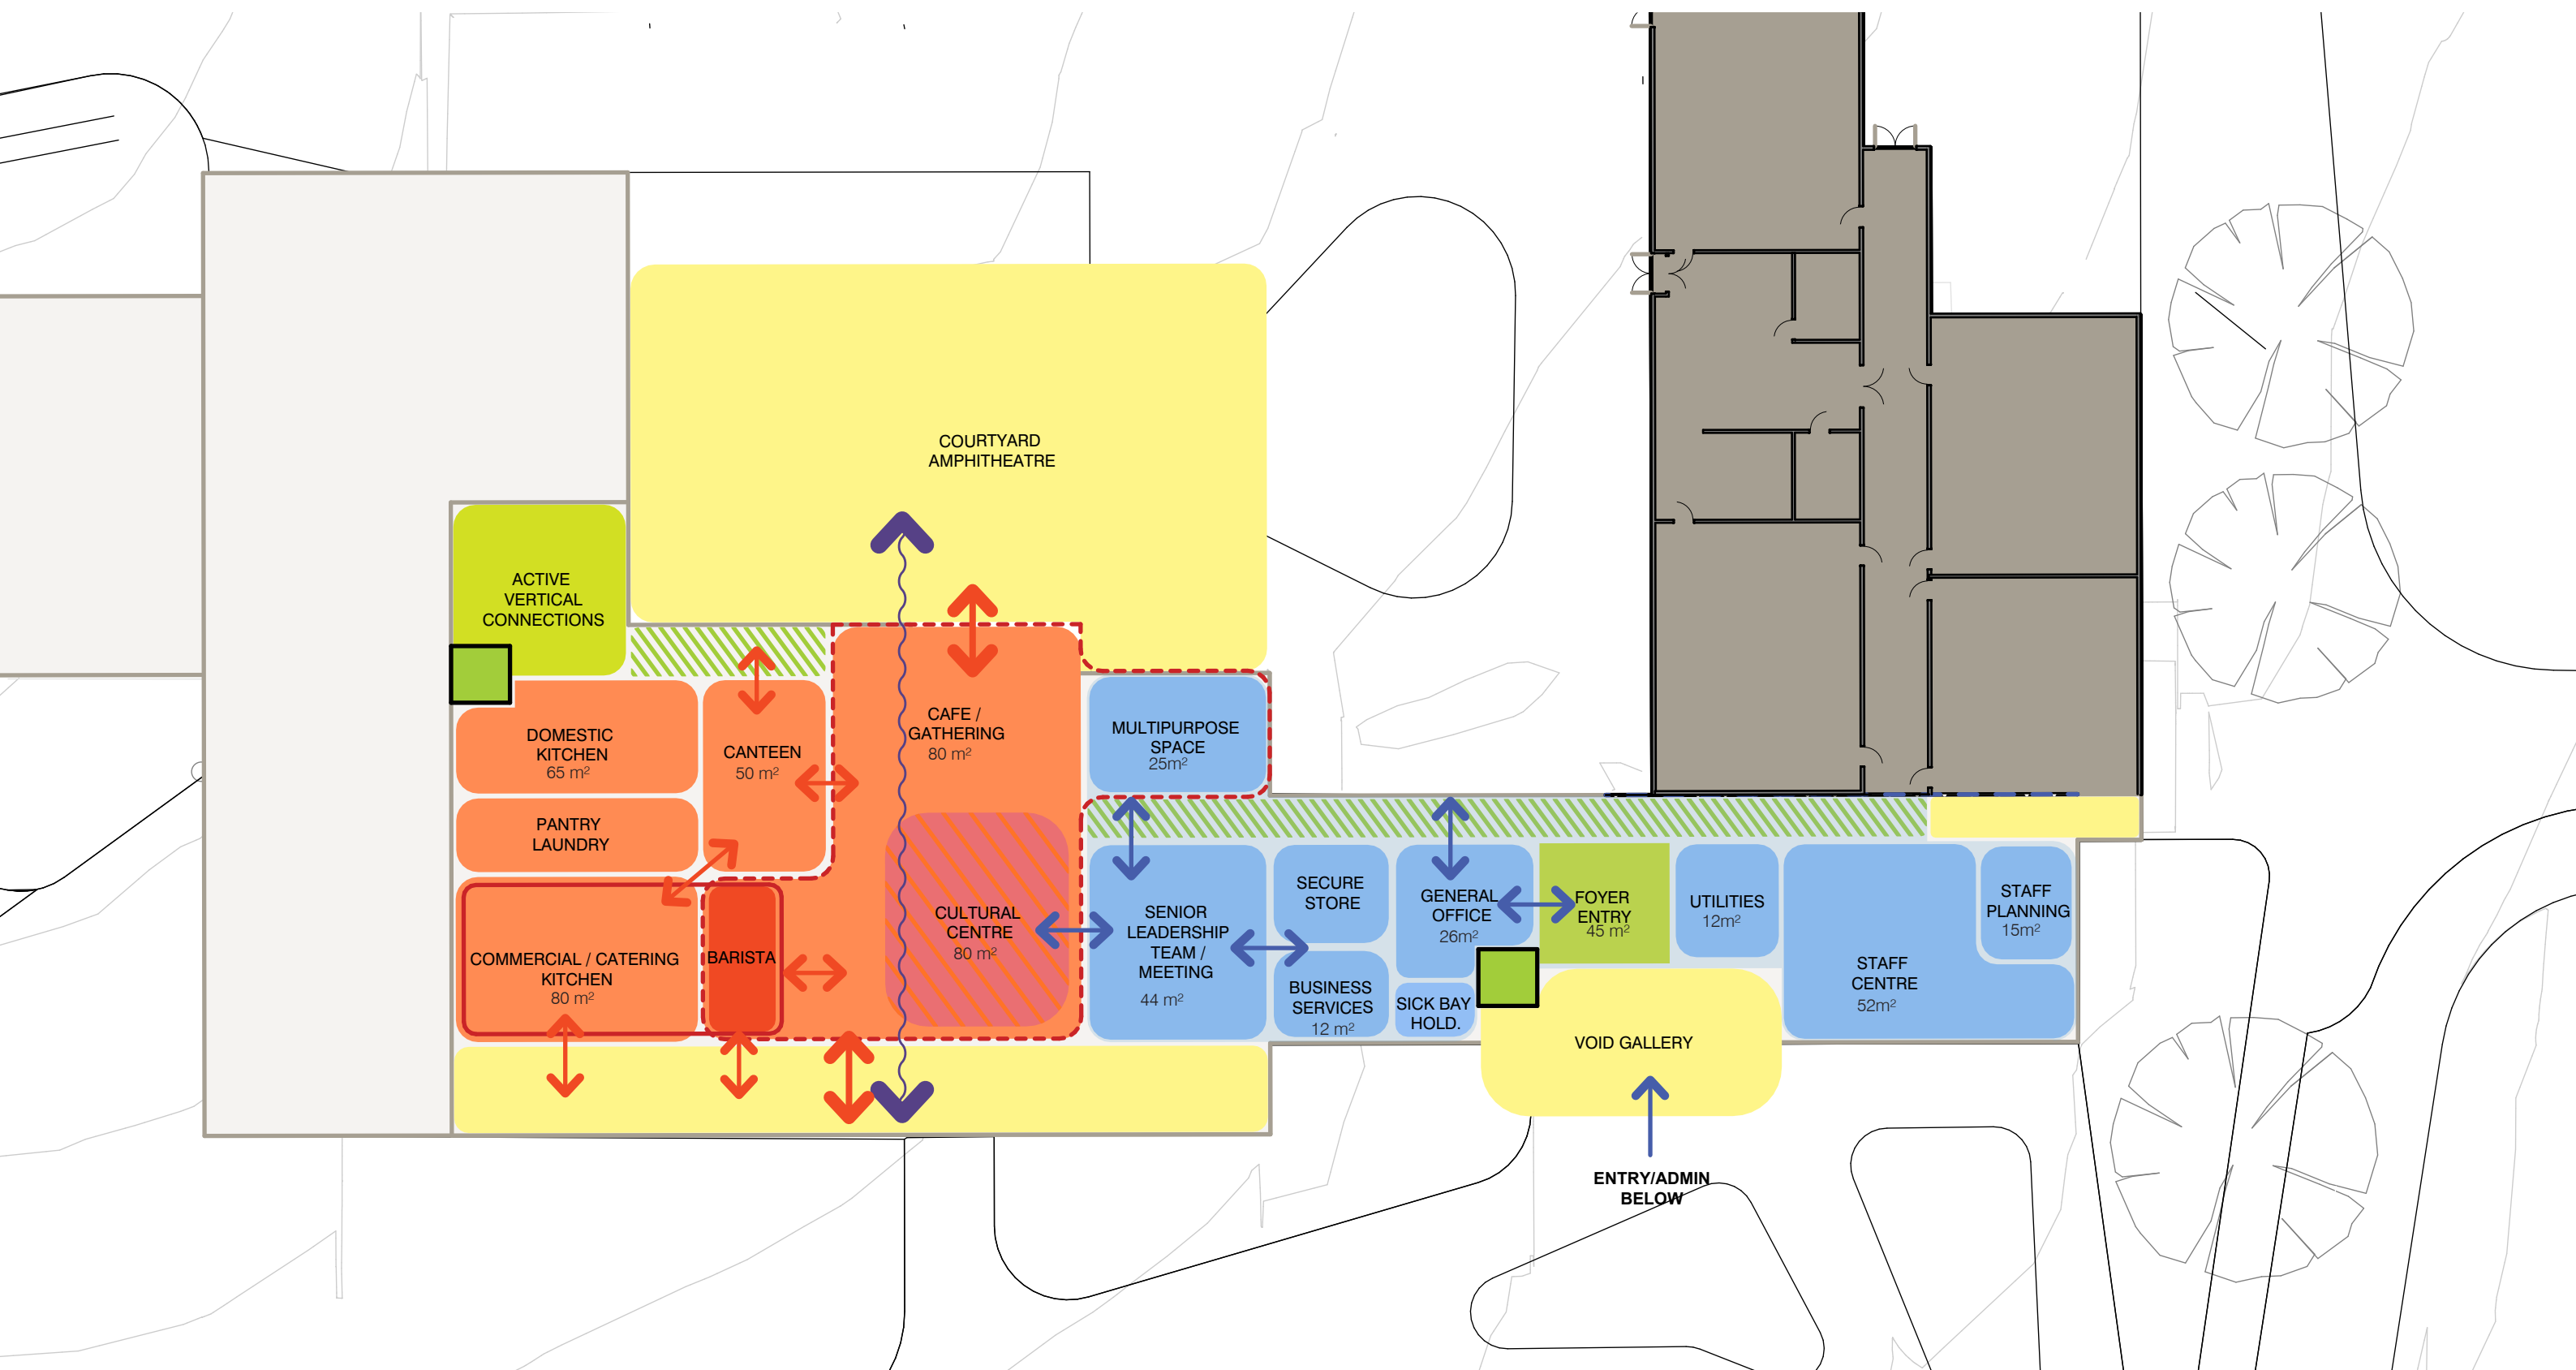 COURTYARD
AMPHITHEATRE
ACTIVE
VERTICAL
CONNECTIONS
DOMESTIC
KITCHEN
65 m²
CANTEEN
50 m²
CAFE /
GATHERING
80 m²
MULTIPURPOSE
SPACE
25m²
PANTRY
LAUNDRY
COMMERCIAL / CATERING
KITCHEN
80 m²
BARISTA
CULTURAL
CENTRE
80 m²
SENIOR
LEADERSHIP
TEAM /
MEETING
44 m²
SECURE
STORE
BUSINESS
SERVICES
12 m²
GENERAL
OFFICE
26m²
SICK BAY
HOLD.
FOYER
ENTRY
45 m²
UTILITIES
12m²
STAFF
CENTRE
52m²
STAFF
PLANNING
15m²
VOID GALLERY
ENTRY/ADMIN
BELOW